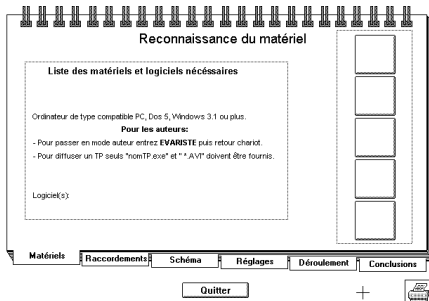 Reconnaissance du matériel
Liste des matériels et logiciels nécéssaires
Ordinateur de type compatible PC, Dos 5, Windows 3.1 ou plus.
Pour les auteurs:
- Pour passer en mode auteur entrez EVARISTE puis retour chariot.
- Pour diffuser un TP seuls "nomTP.exe" et " *.AVI" doivent être fournis.
Logiciel(s):
Matériels Raccordements Schéma Réglages Déroulement Conclusions
Quitter